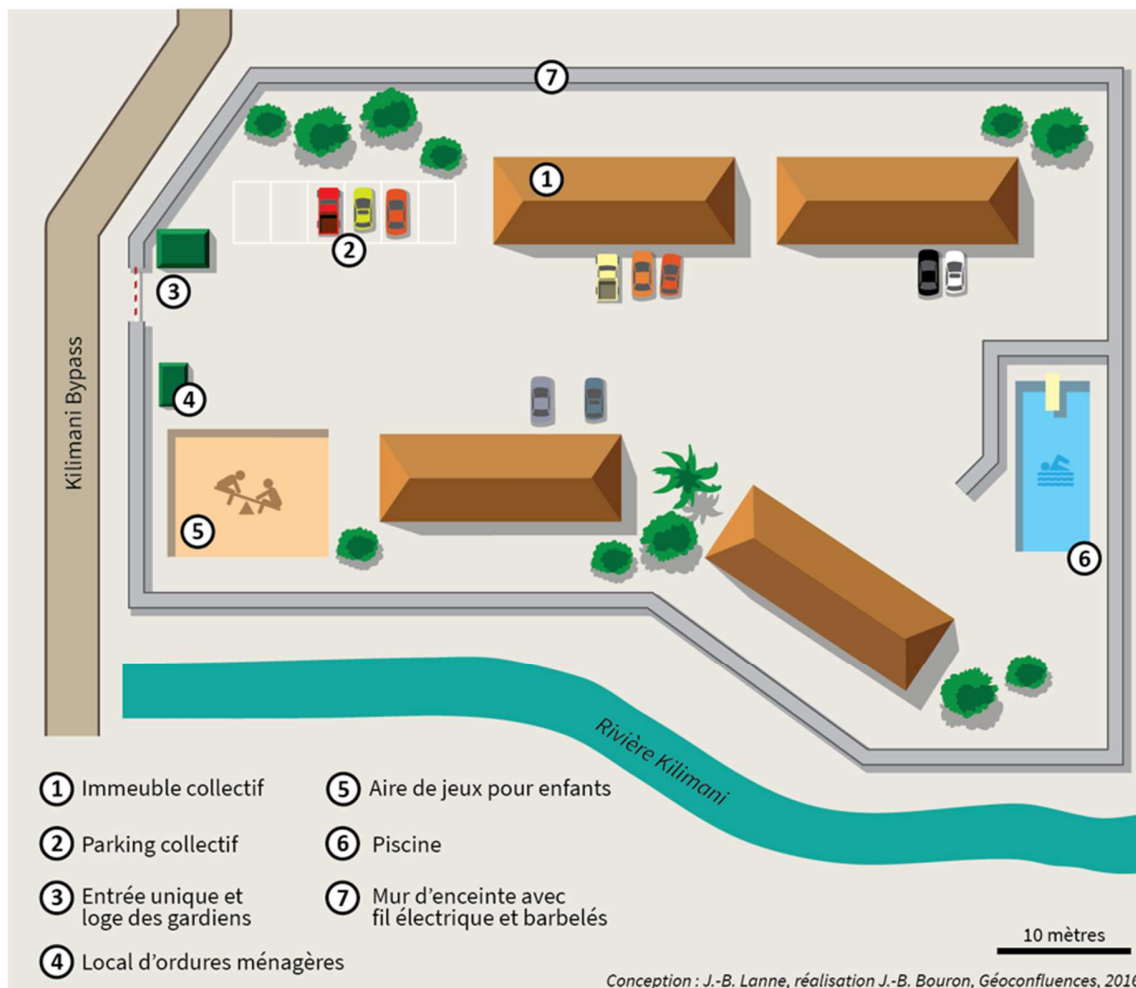 7
1
2
3
4
5
6
Kilimani Bypass
Rivière Kilimani
1 Immeuble collectif
2 Parking collectif
3 Entrée unique et
loge des gardiens
4 Local d'ordures ménagères
5 Aire de jeux pour enfants
6 Piscine
7 Mur d'enceinte avec
fil électrique et barbelés
10 mètres
Conception : J.-B. Lanne, réalisation J.-B. Bouron, Géoconfluences, 2016